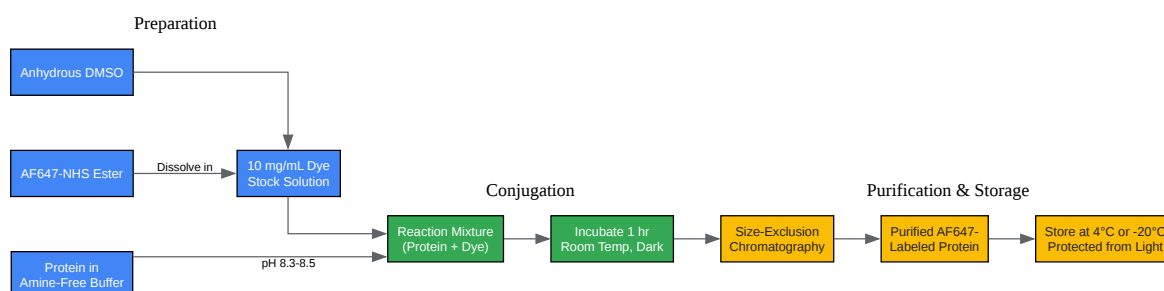 Preparation
Anhydrous DMSO
AF647-NHS Ester
Dissolve in
10 mg/mL Dye
Stock Solution
Protein in
Amine-Free Buffer
pH 8.3-8.5
Conjugation
Reaction Mixture
(Protein + Dye)
Incubate 1 hr
Room Temp, Dark
Purification & Storage
Size-Exclusion
Chromatography
Purified AF647-
Labeled Protein
Store at 4°C or -20°C
Protected from Light